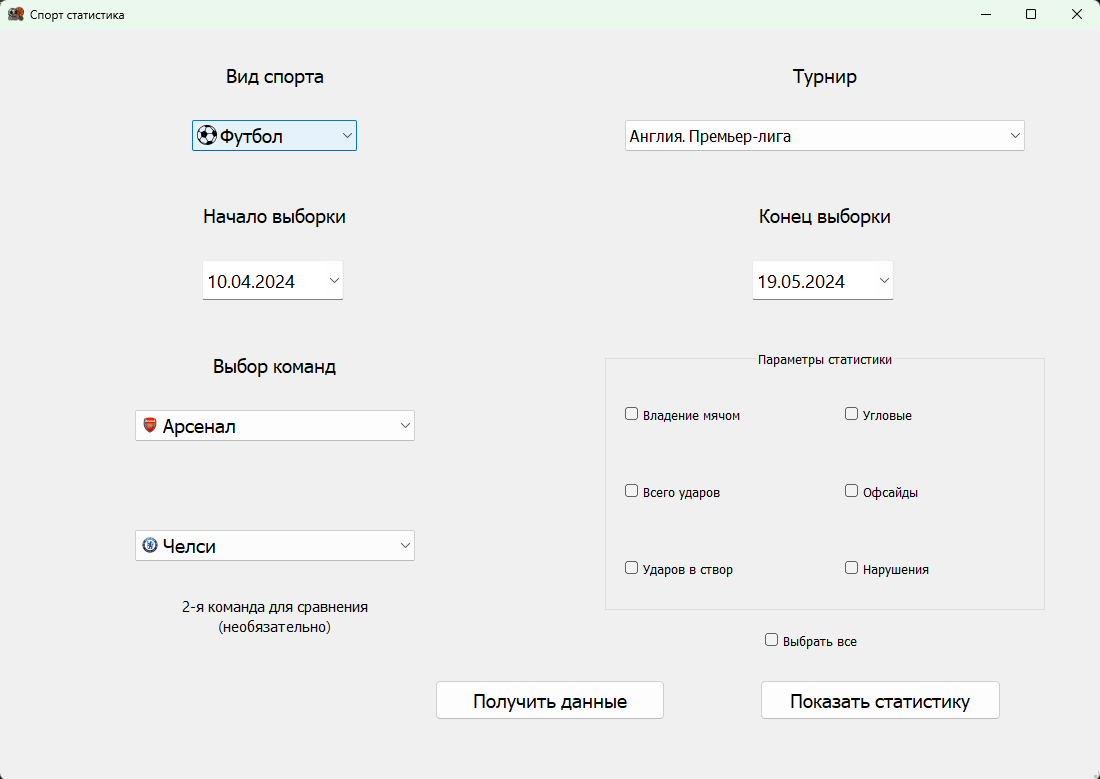 Спорт статистика
Вид спорта
Турнир
Футбол
Англия. Премьер-лига
Начало выборки
Конец выборки
10.04.2024
19.05.2024
Выбор команд
Параметры статистики
Арсенал
Владение мячом
Угловые
Всего ударов
Офсайды
Челси
Ударов в створ
Нарушения
2-я команда для сравнения
(необязательно)
Выбрать все
Получить данные
Показать статистику